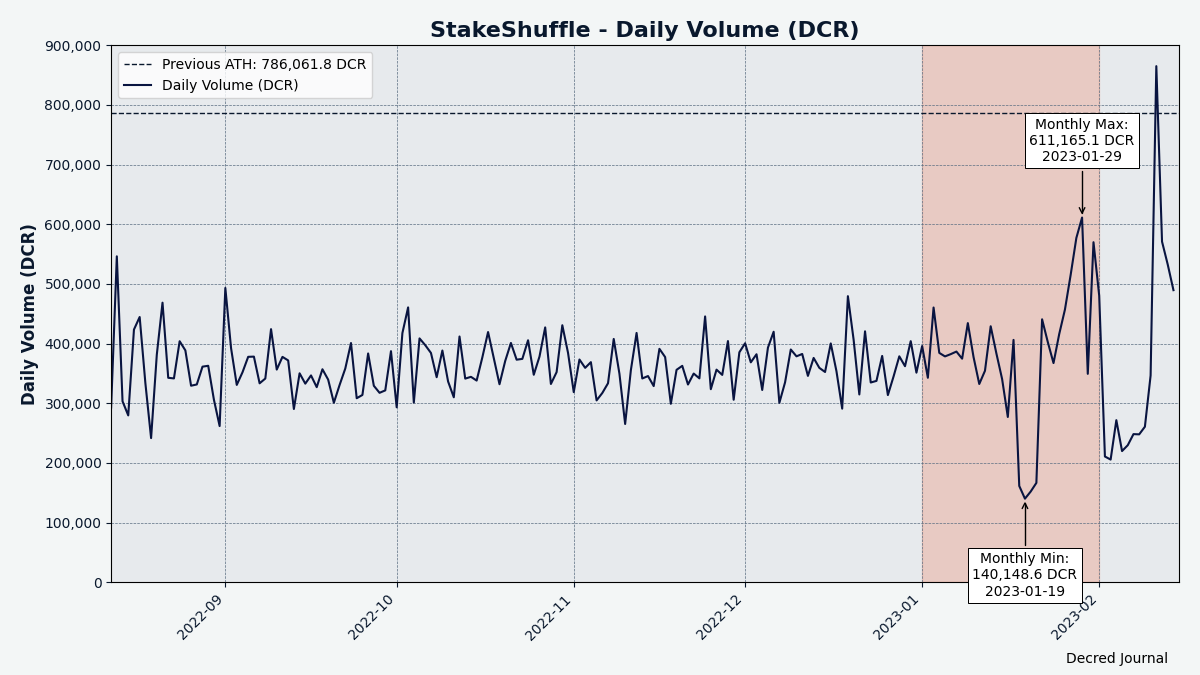 StakeShuffle - Daily Volume (DCR)
Previous ATH: 786,061.8 DCR
Daily Volume (DCR)
Daily Volume (DCR)
900,000
800,000
700,000
600,000
500,000
400,000
300,000
200,000
100,000
0
Monthly Max:
611,165.1 DCR
2023-01-29
Monthly Min:
140,148.6 DCR
2023-01-19
2022-09
2022-10
2022-11
2022-12
2023-01
2023-02
Decred Journal